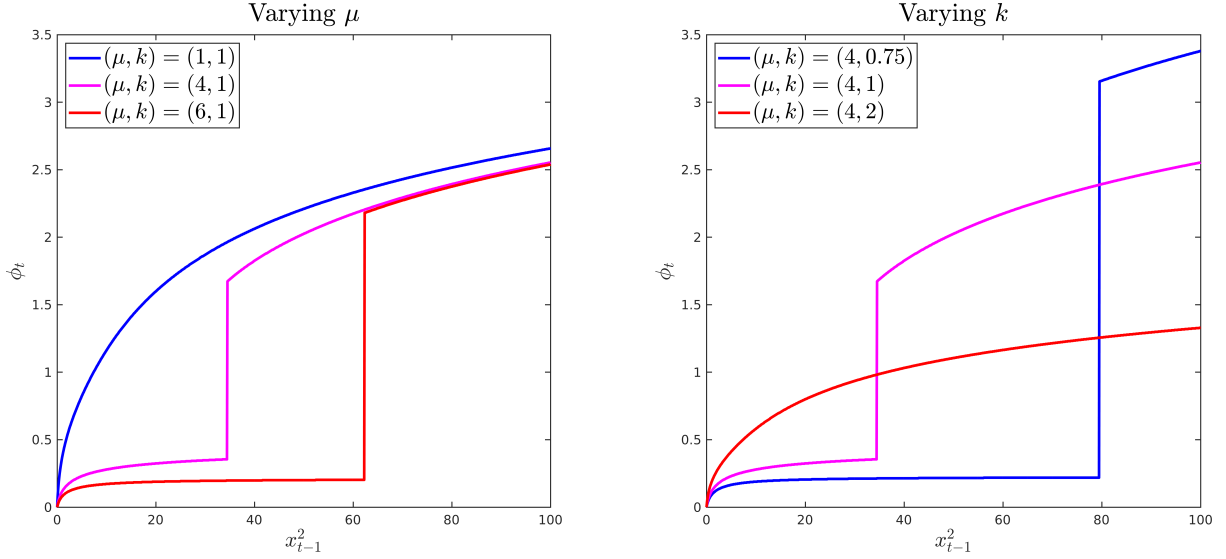 Varying μ
3.5
3
2.5
2
1.5
1
0.5
0
ϕ_t
(μ, k) = (1, 1)
(μ, k) = (4, 1)
(μ, k) = (6, 1)
0 20 40 60 80 100
x²_{t−1}
Varying k
3.5
3
2.5
2
1.5
1
0.5
0
ϕ_t
(μ, k) = (4, 0.75)
(μ, k) = (4, 1)
(μ, k) = (4, 2)
0 20 40 60 80 100
x²_{t−1}